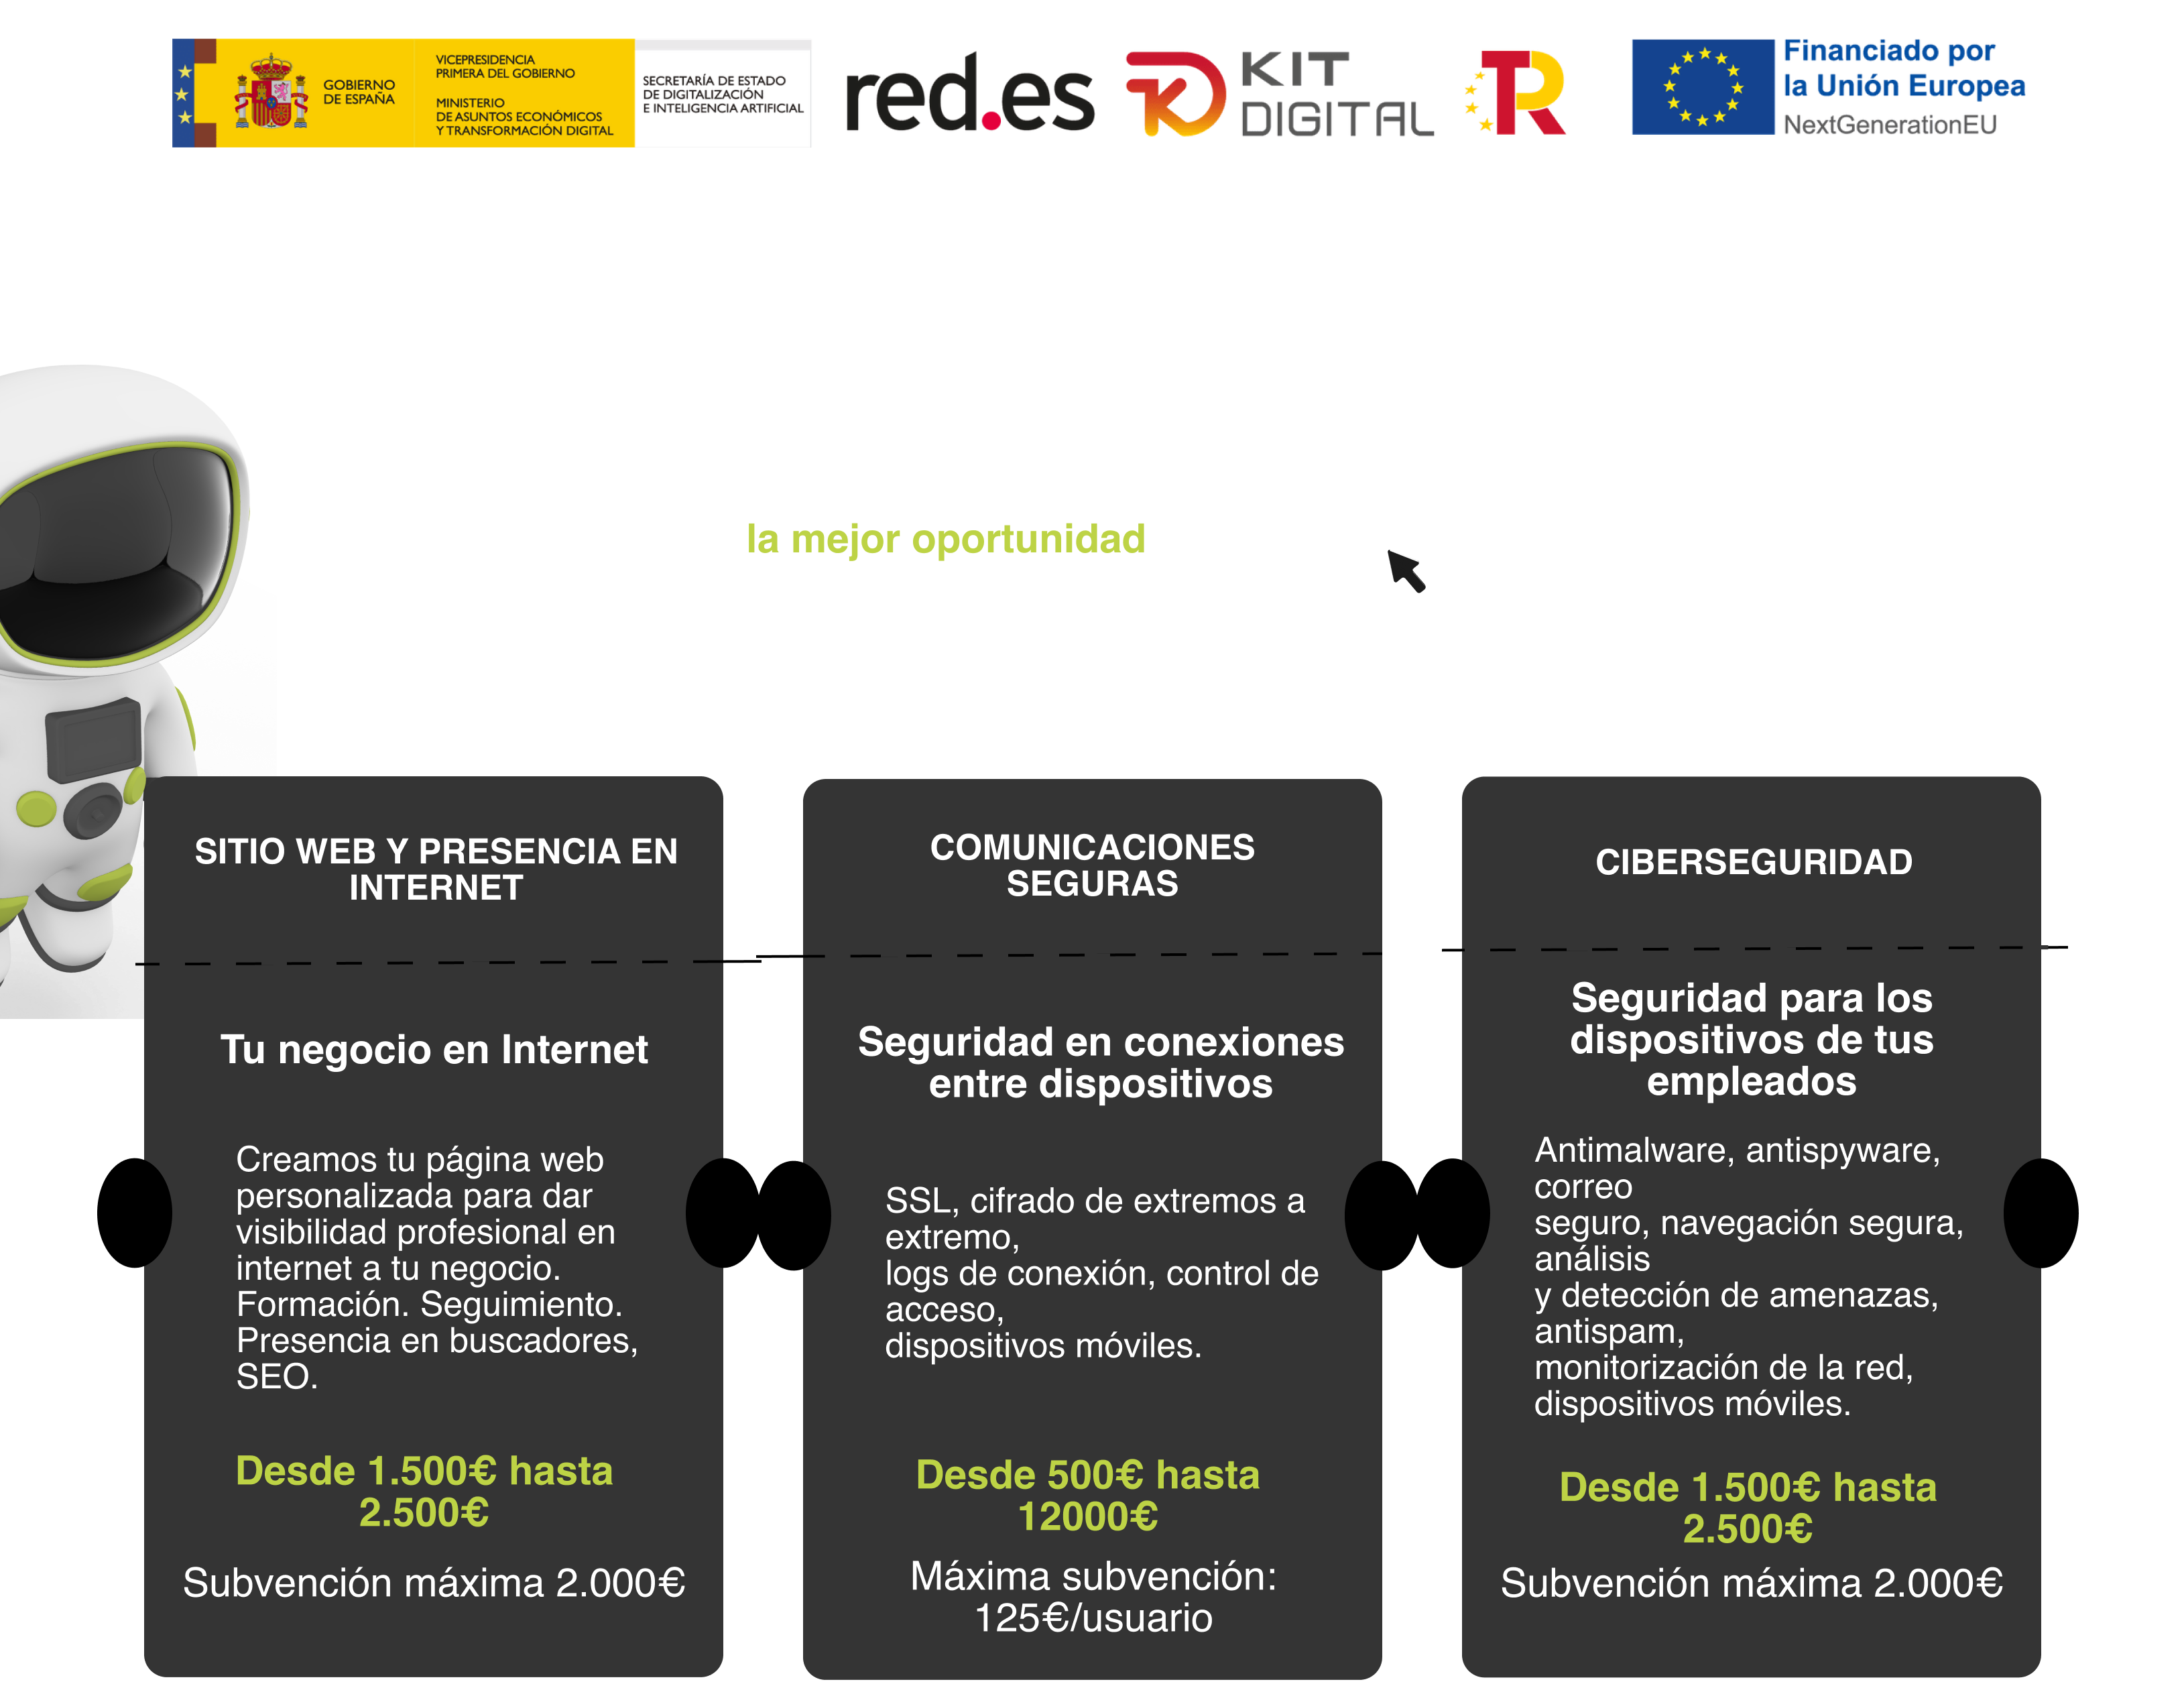 GOBIERNO
DE ESPAÑA
VICEPRESIDENCIA
PRIMERA DEL GOBIERNO
MINISTERIO
DE ASUNTOS ECONÓMICOS
Y TRANSFORMACIÓN DIGITAL
SECRETARÍA DE ESTADO
DE DIGITALIZACIÓN
E INTELIGENCIA ARTIFICIAL
red.es
KIT
DIGITAL
Financiado por
la Unión Europea
NextGenerationEU
la mejor oportunidad
SITIO WEB Y PRESENCIA EN
INTERNET
Tu negocio en Internet
Creamos tu página web
personalizada para dar
visibilidad profesional en
internet a tu negocio.
Formación. Seguimiento.
Presencia en buscadores,
SEO.
Desde 1.500€ hasta
2.500€
Subvención máxima 2.000€
COMUNICACIONES
SEGURAS
Seguridad en conexiones
entre dispositivos
SSL, cifrado de extremos a
extremo,
logs de conexión, control de
acceso,
dispositivos móviles.
Desde 500€ hasta
12000€
Máxima subvención:
125€/usuario
CIBERSEGURIDAD
Seguridad para los
dispositivos de tus
empleados
Antimalware, antispyware,
correo
seguro, navegación segura,
análisis
y detección de amenazas,
antispam,
monitorización de la red,
dispositivos móviles.
Desde 1.500€ hasta
2.500€
Subvención máxima 2.000€